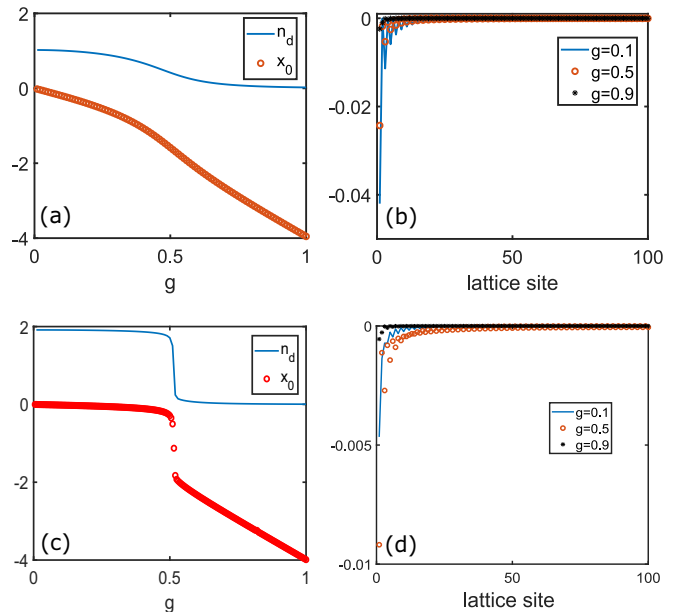 2
0
-2
-4
0
0.5
1
g
n_d
x_0
(a)
0
-0.02
-0.04
0
50
100
lattice site
g=0.1
g=0.5
g=0.9
(b)
2
0
-2
-4
0
0.5
1
g
n_d
x_0
(c)
0
-0.005
-0.01
0
50
100
lattice site
g=0.1
g=0.5
g=0.9
(d)